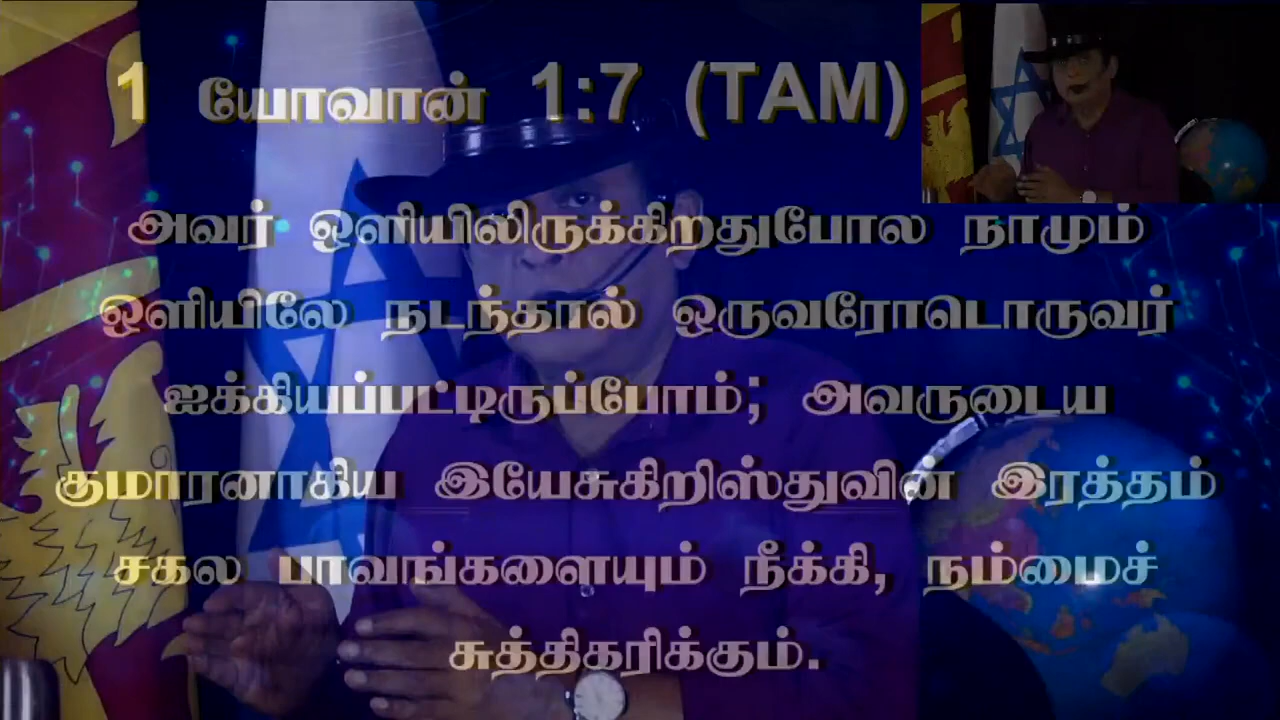 1 யோவான் 1:7 (TAM)
அவர் ஒளியிலிருக்கிறதுபோல நாமும்
ஒளியிலே நடந்தால் ஒருவரோடொருவர்
ஐக்கியப்பட்டிருப்போம்; அவருடைய
குமாரனாகிய இயேசுகிறிஸ்துவின் இரத்தம்
சகல பாவங்களையும் நீக்கி, நம்மைச்
சுத்திகரிக்கும்.